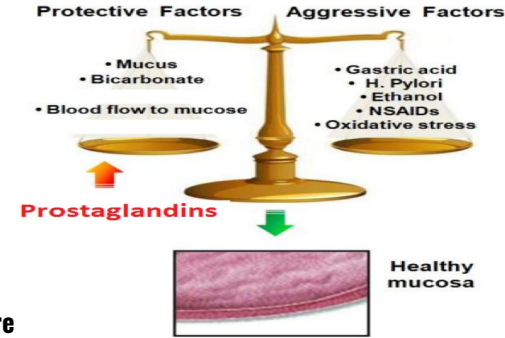 Protective Factors
Aggressive Factors
• Mucus
• Bicarbonate
• Blood flow to mucose
• Gastric acid
• H. Pylori
• Ethanol
• NSAIDs
• Oxidative stress
Prostaglandins
Healthy
mucosa
re